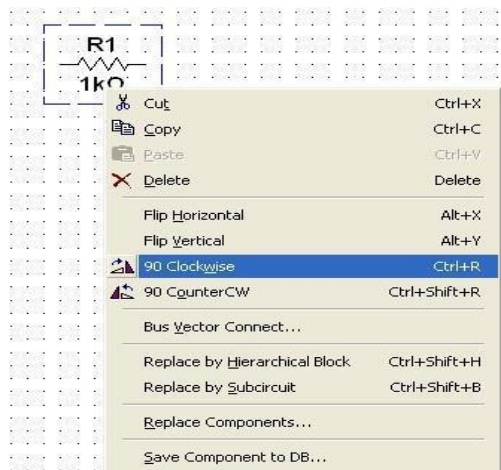 R1
1kΩ
Cut Ctrl+X
Copy Ctrl+C
Paste Ctrl+V
Delete Delete
Flip Horizontal Alt+X
Flip Vertical Alt+Y
90 Clockwise Ctrl+R
90 CounterCW Ctrl+Shift+R
Bus Vector Connect...
Replace by Hierarchical Block Ctrl+Shift+H
Replace by Subcircuit Ctrl+Shift+B
Replace Components...
Save Component to DB...